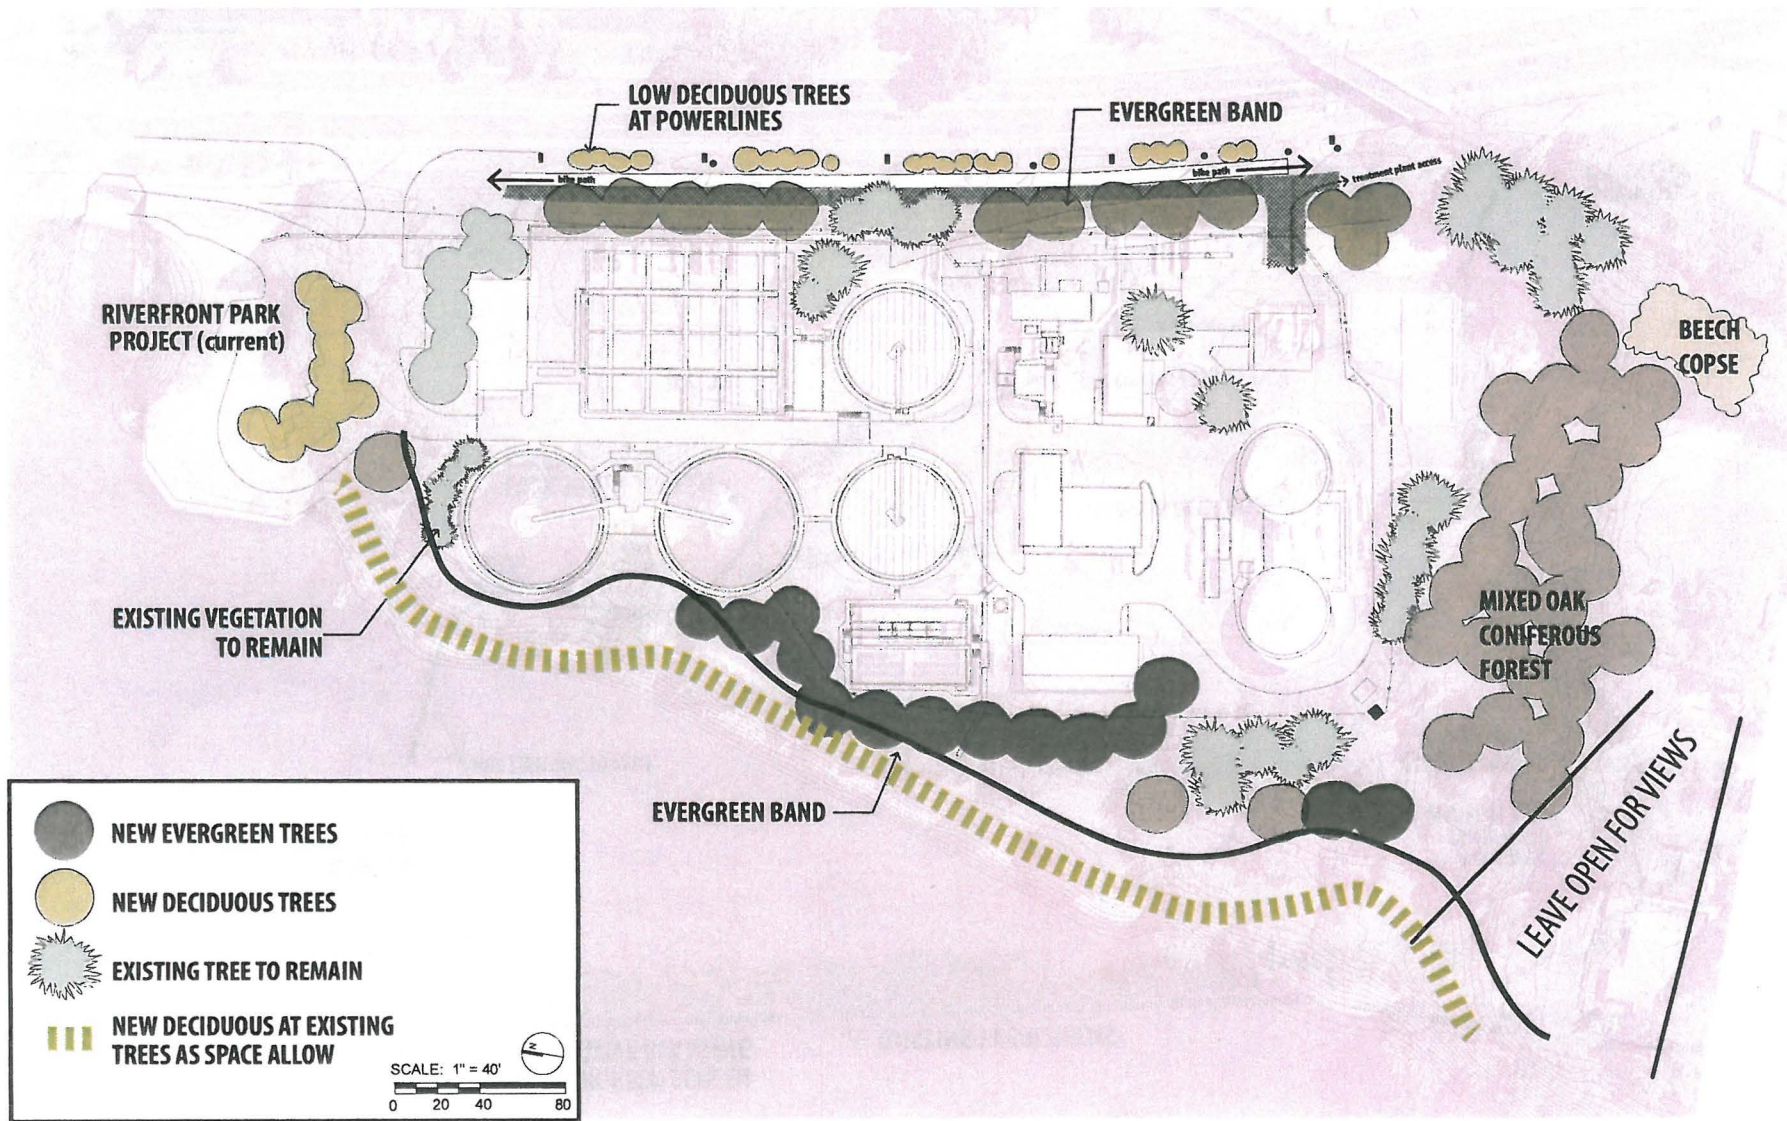 LOW DECIDUOUS TREES
AT POWERLINES
EVERGREEN BAND
bike path
bike path
treatment plant access
RIVERFRONT PARK
PROJECT (current)
BEECH
COPSE
EXISTING VEGETATION
TO REMAIN
MIXED OAK
CONIFEROUS
FOREST
EVERGREEN BAND
LEAVE OPEN FOR VIEWS
NEW EVERGREEN TREES
NEW DECIDUOUS TREES
EXISTING TREE TO REMAIN
NEW DECIDUOUS AT EXISTING
TREES AS SPACE ALLOW
N
SCALE: 1" = 40'
0 20 40 80